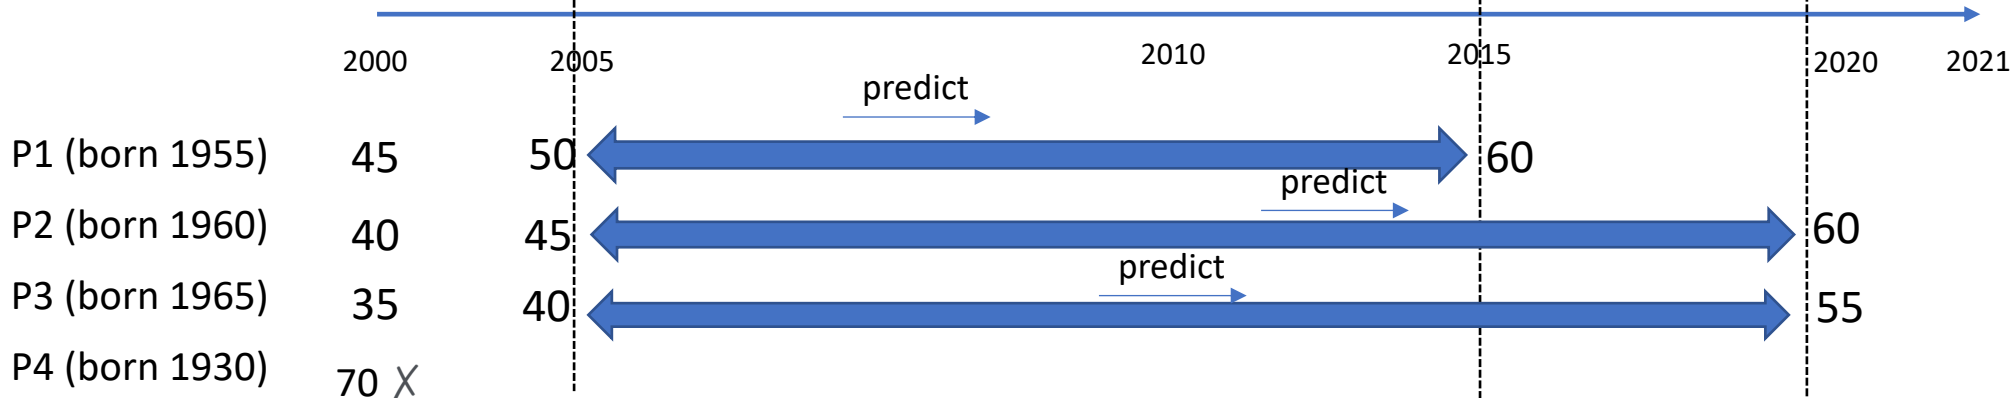 2000 2005 2010 2015 2020 2021
predict
P1 (born 1955) 45 50 60
predict
P2 (born 1960) 40 45 60
predict
P3 (born 1965) 35 40 55
P4 (born 1930) 70 X